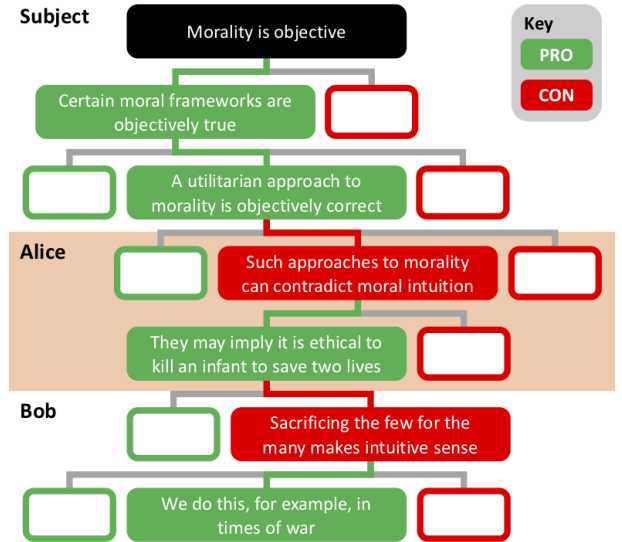 Subject
Morality is objective
Key
PRO
CON
Certain moral frameworks are
objectively true
A utilitarian approach to
morality is objectively correct
Alice
Such approaches to morality
can contradict moral intuition
They may imply it is ethical to
kill an infant to save two lives
Bob
Sacrificing the few for the
many makes intuitive sense
We do this, for example, in
times of war